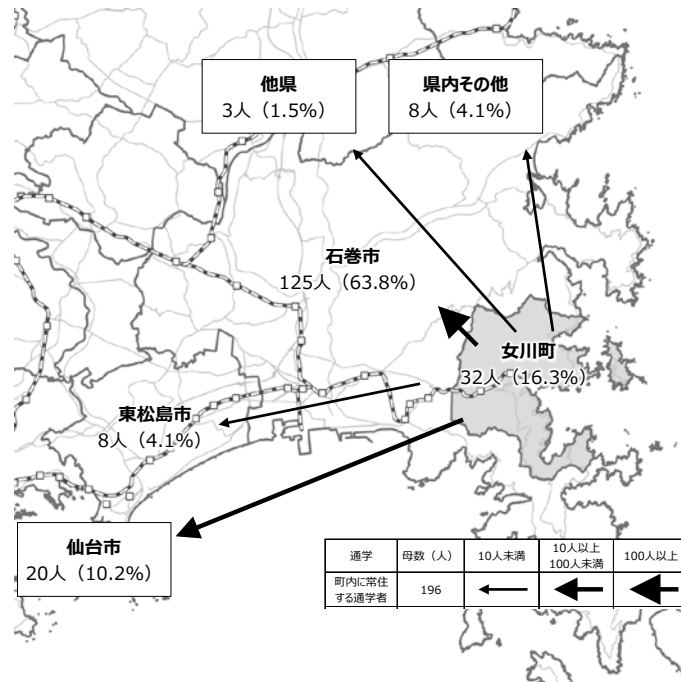 他県
3人（1.5%）
県内その他
8人（4.1%）
石巻市
125人（63.8%）
女川町
32人（16.3%）
東松島市
8人（4.1%）
仙台市
20人（10.2%）
通学 母数（人） 10人未満 10人以上 100人未満 100人以上
町内に常住 する通学者 196